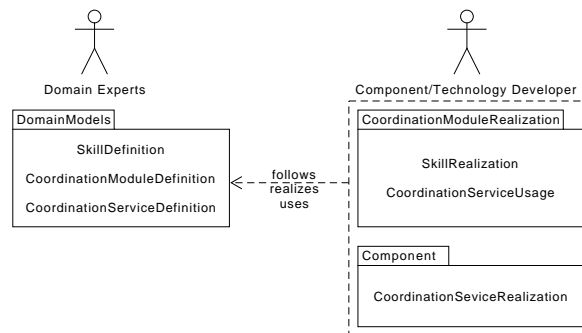 Domain Experts
Component/Technology Developer
DomainModels
SkillDefinition
CoordinationModuleDefinition
CoordinationServiceDefinition
follows
realizes
uses
CoordinationModuleRealization
SkillRealization
CoordinationServiceUsage
Component
CoordinationSeviceRealization